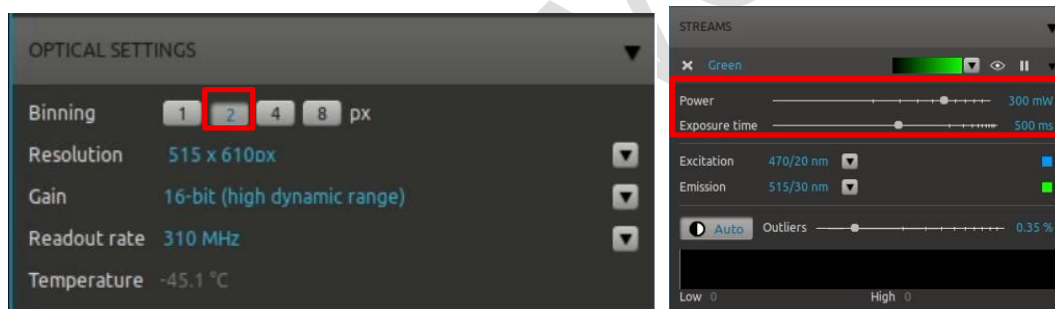 OPTICAL SETTINGS
Binning 1 2 4 8 px
Resolution 515 x 610px
Gain 16-bit (high dynamic range)
Readout rate 310 MHz
Temperature -45.1 °C
STREAMS
Green
Power 300 mW
Exposure time 500 ms
Excitation 470/20 nm
Emission 515/30 nm
Auto Outliers 0.35 %
Low 0 High 0